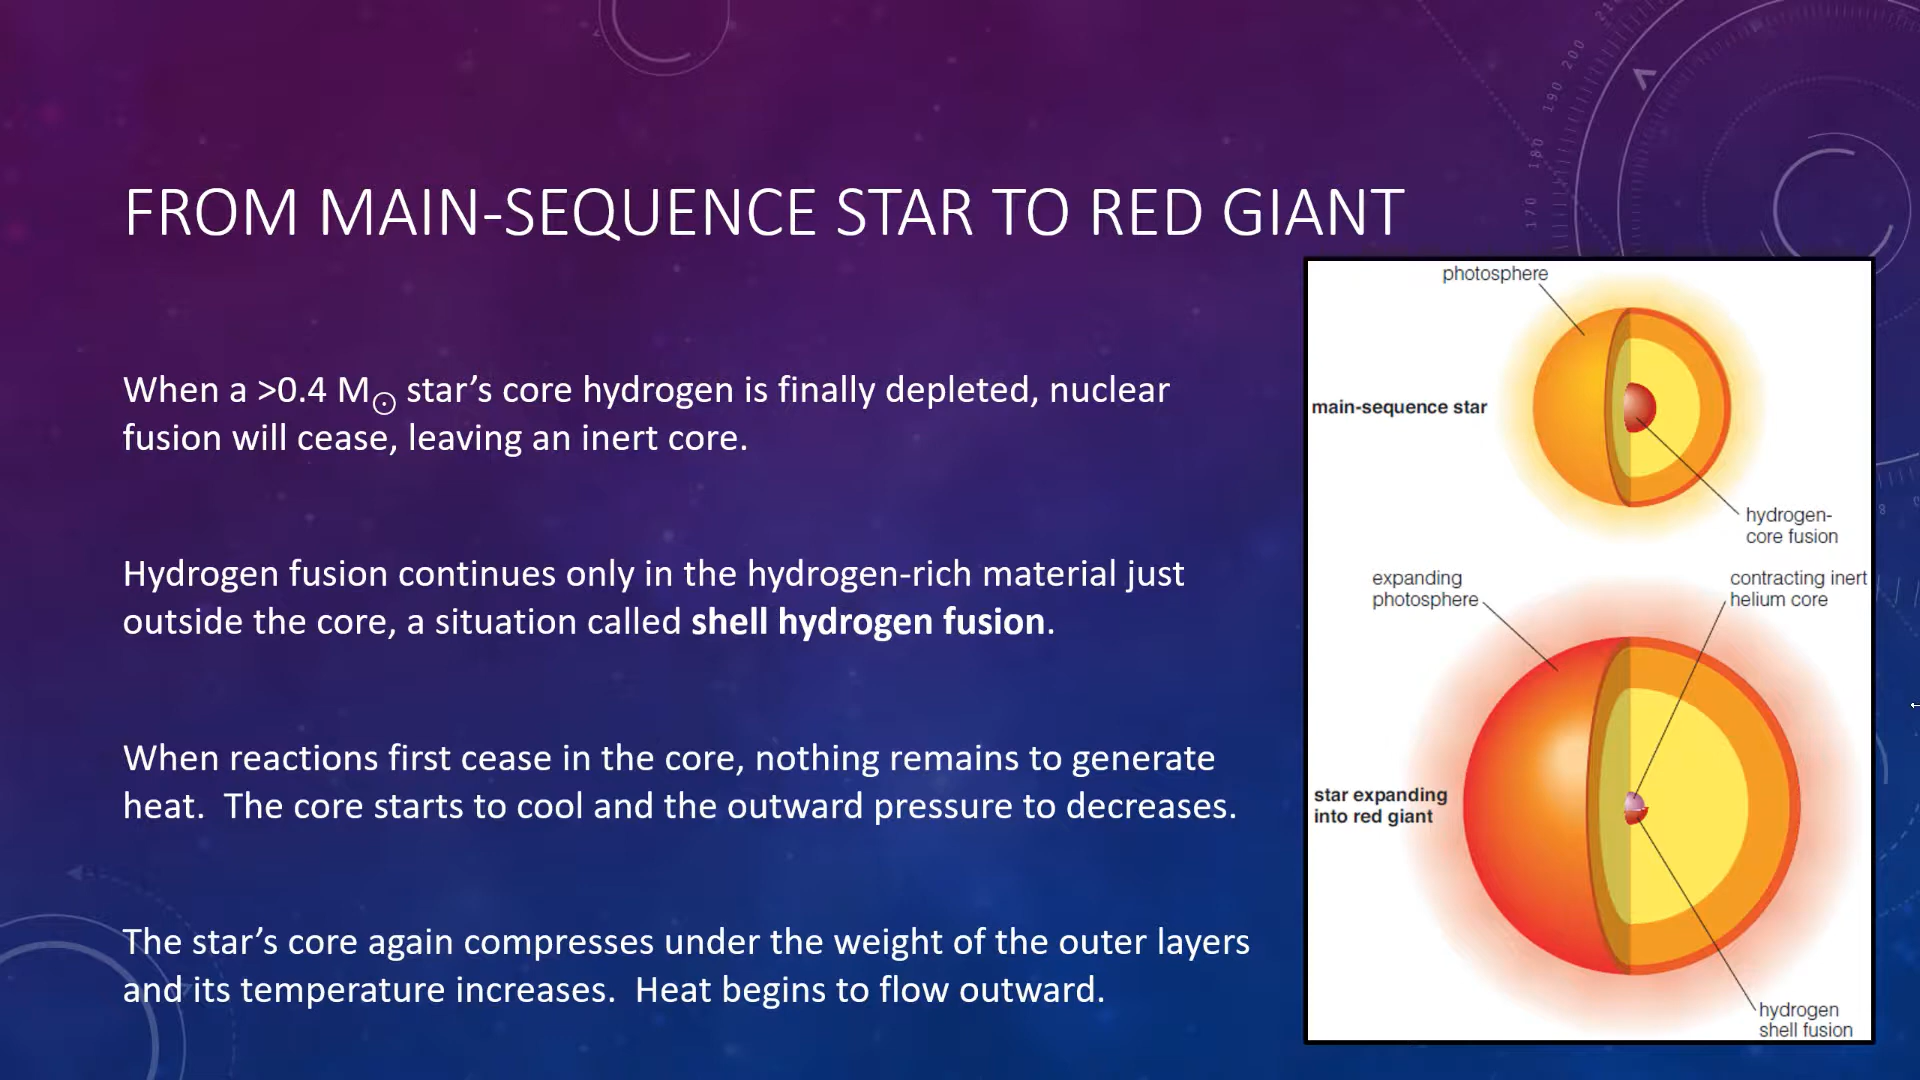 FROM MAIN-SEQUENCE STAR TO RED GIANT
When a >0.4 M☉ star’s core hydrogen is finally depleted, nuclear
fusion will cease, leaving an inert core.
Hydrogen fusion continues only in the hydrogen-rich material just
outside the core, a situation called shell hydrogen fusion.
When reactions first cease in the core, nothing remains to generate
heat.  The core starts to cool and the outward pressure to decreases.
The star’s core again compresses under the weight of the outer layers
and its temperature increases.  Heat begins to flow outward.
photosphere
main-sequence star
hydrogen-
core fusion
expanding
photosphere
contracting inert
helium core
star expanding
into red giant
hydrogen
shell fusion
170
180
190
200